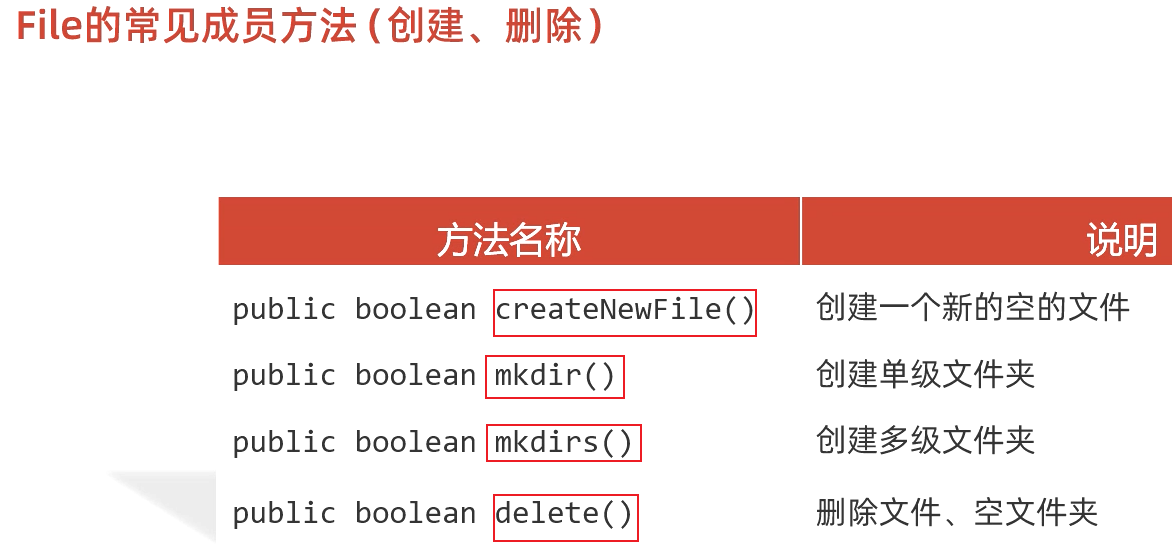 File的常见成员方法(创建、删除)
方法名称 说明
public boolean createNewFile() 创建一个新的空的文件
public boolean mkdir() 创建单级文件夹
public boolean mkdirs() 创建多级文件夹
public boolean delete() 删除文件、空文件夹